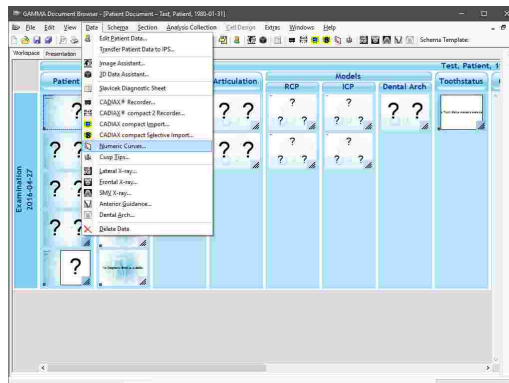 GAMMA Document Browser - [Patient Document - Test, Patient, 1980-01-31]
File Edit View Data Schema Section Analysis Collection Cell Design Extras Windows Help
Schema Template:
Workspace Presentation
Edit Patient Data...
Transfer Patient Data to IPS...
Image Assistent...
3D Data Assistent...
Slavicek Diagnostic Sheet
CADIAX® Recorder...
CADIAX® compact 2 Recorder...
CADIAX compact Import...
CADIAX compact Selective Import...
Numeric Curves...
Cusp Tips...
Lateral X-ray...
Frontal X-ray...
SMV X-ray...
Anterior Guidance...
Dental Arch...
Delete Data
Test, Patient, 1
Patient
Articulation
Models
RCP
ICP
Dental Arch
Toothstatus
Examination
2016-04-27
? ? ? ? ? ?
? ? ? ?
? ? ? ? ? ?
? ? ? ?
? ?
? ?
?